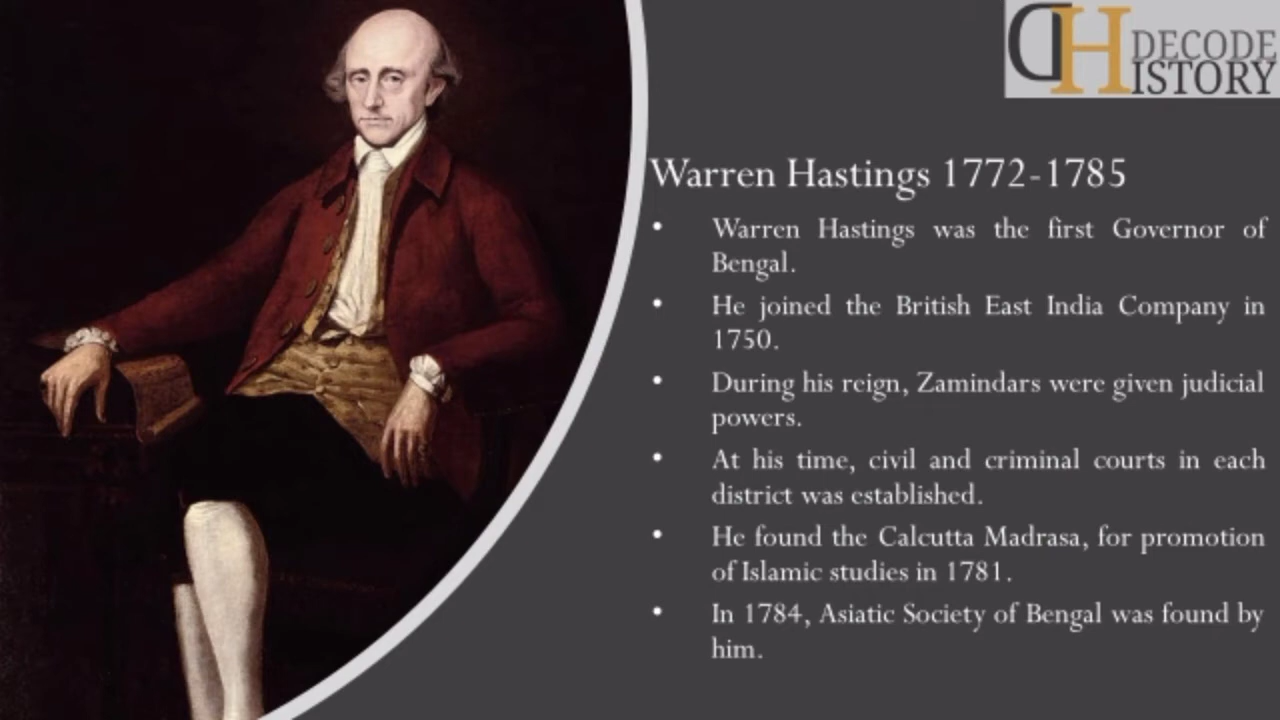 DH DECODE
HISTORY
Warren Hastings 1772-1785
• Warren Hastings was the first Governor of
Bengal.
• He joined the British East India Company in
1750.
• During his reign, Zamindars were given judicial
powers.
• At his time, civil and criminal courts in each
district was established.
• He found the Calcutta Madrasa, for promotion
of Islamic studies in 1781.
• In 1784, Asiatic Society of Bengal was found by
him.